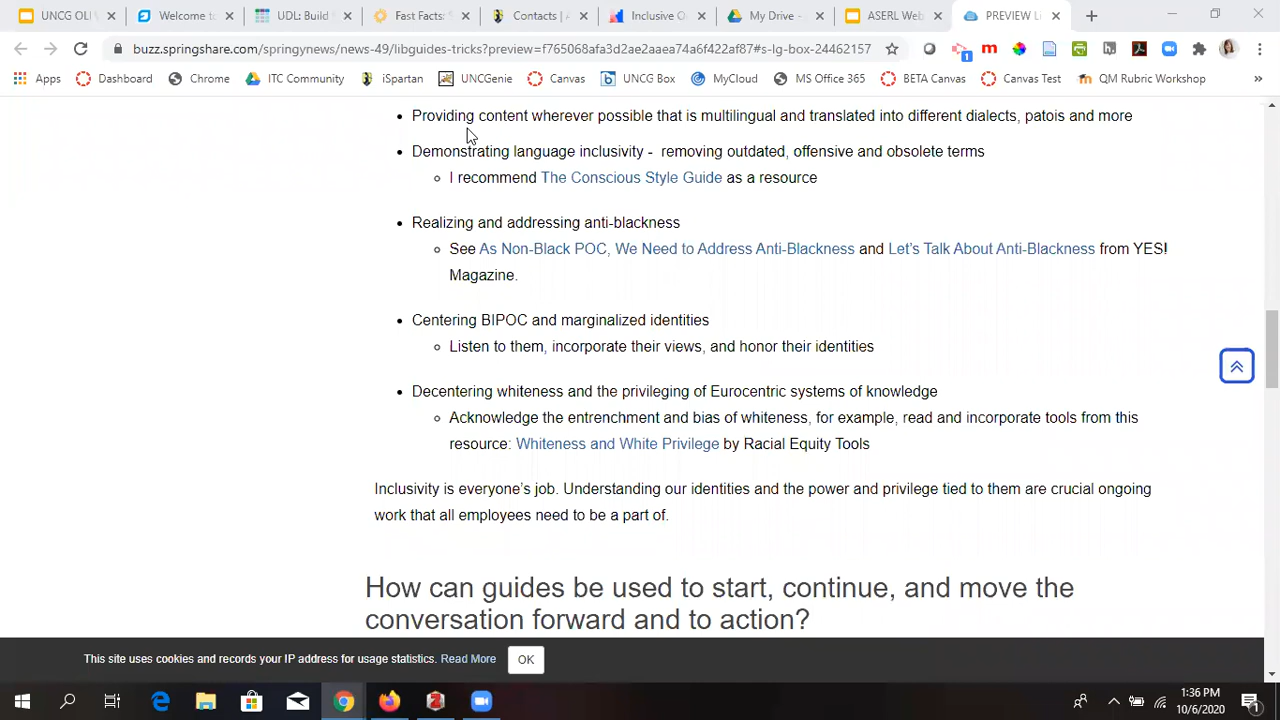 UNCG OLI
Welcome to
UDL: Build
Fast Facts:
Contacts | A
Inclusive
My Drive -
ASERL Web
PREVIEW Li
buzz.springshare.com/springynews/news-49/libguides-tricks?preview=f765068afa3d2ae2aaea74a6f422af87#s-lg-box-24462157
Apps
Dashboard
Chrome
ITC Community
iSpartan
UNCGenie
Canvas
UNCG Box
MyCloud
MS Office 365
BETA Canvas
Canvas Test
QM Rubric Workshop
»
• Providing content wherever possible that is multilingual and translated into different dialects, patois and more
• Demonstrating language inclusivity - removing outdated, offensive and obsolete terms
I recommend The Conscious Style Guide as a resource
• Realizing and addressing anti-blackness
See As Non-Black POC, We Need to Address Anti-Blackness and Let's Talk About Anti-Blackness from YES!
Magazine.
• Centering BIPOC and marginalized identities
Listen to them, incorporate their views, and honor their identities
• Decentering whiteness and the privileging of Eurocentric systems of knowledge
Acknowledge the entrenchment and bias of whiteness, for example, read and incorporate tools from this
resource: Whiteness and White Privilege by Racial Equity Tools
Inclusivity is everyone's job. Understanding our identities and the power and privilege tied to them are crucial ongoing
work that all employees need to be a part of.
How can guides be used to start, continue, and move the
conversation forward and to action?
This site uses cookies and records your IP address for usage statistics. Read More
OK
1:36 PM
10/6/2020